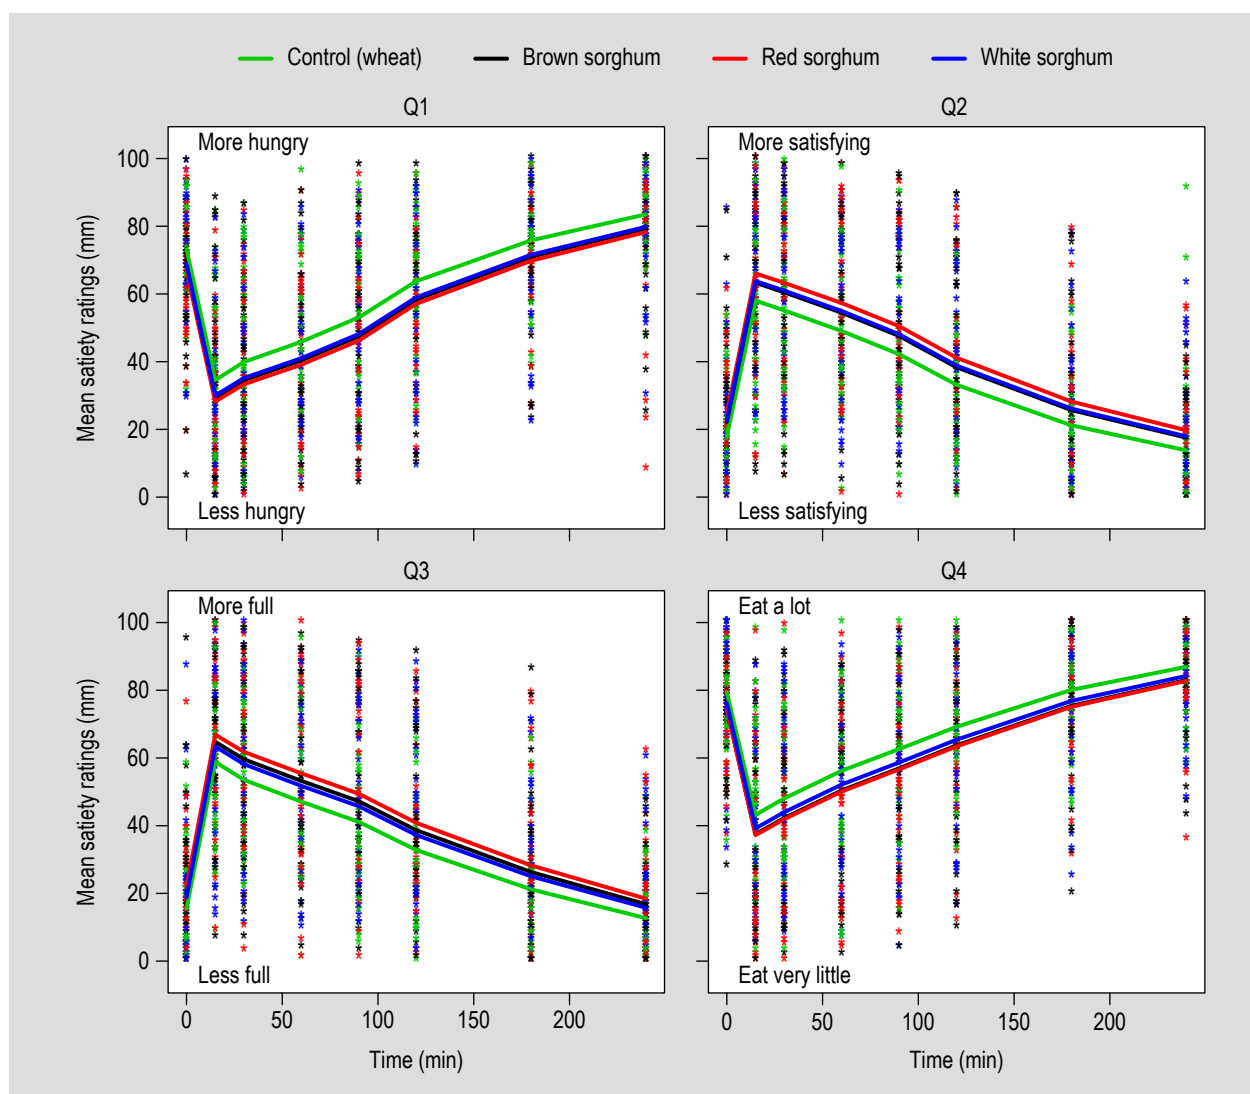 Control (wheat) Brown sorghum Red sorghum White sorghum
Q1 Q2
More hungry More satisfying
100
80
60
40
20
0
Mean satiety ratings (mm)
Less hungry Less satisfying
0 50 100 150 200 0 50 100 150 200
Q3 Q4
More full Eat a lot
100
80
60
40
20
0
Mean satiety ratings (mm)
Less full Eat very little
Time (min) Time (min)